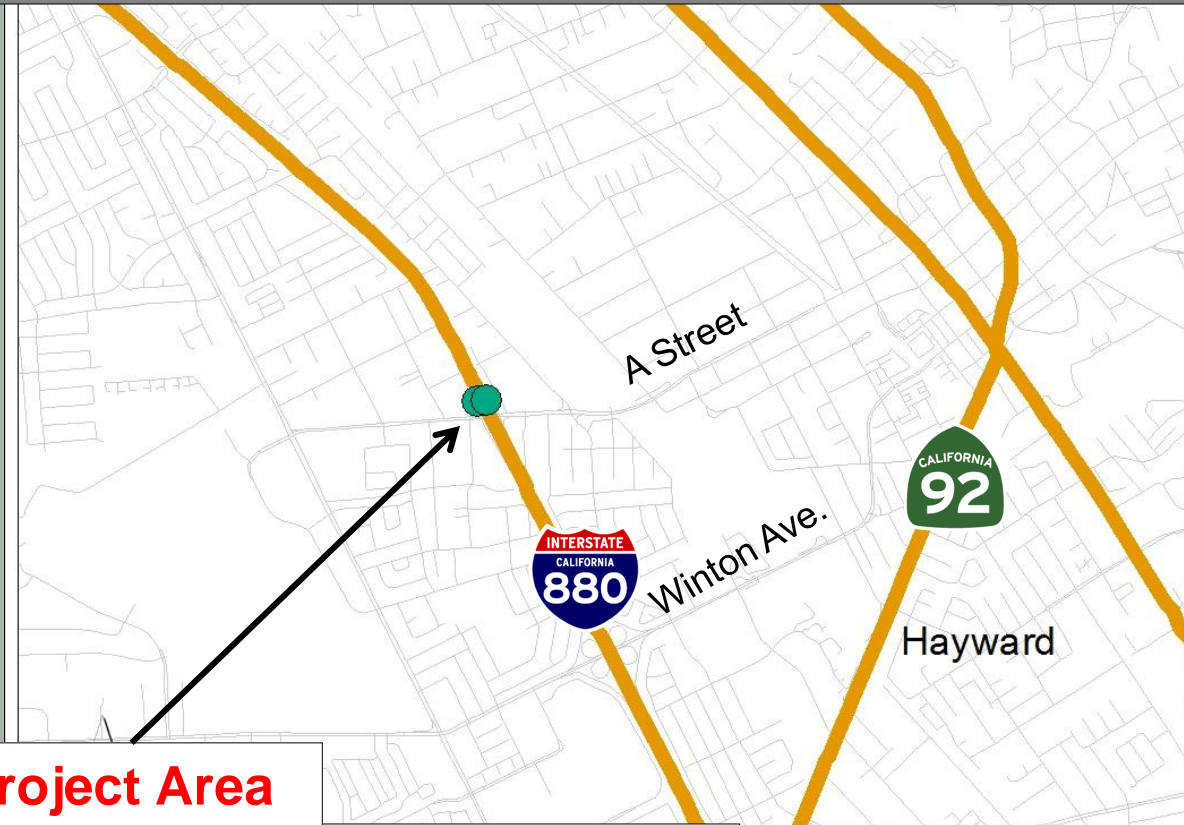 A Street
CALIFORNIA
92
INTERSTATE
CALIFORNIA
880
Winton Ave.
Hayward
roject Area